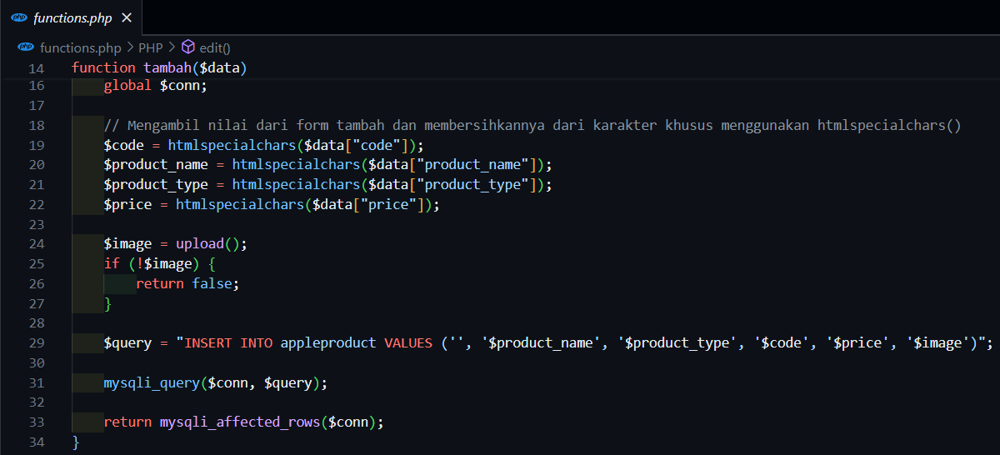 php functions.php ×
php functions.php > PHP > edit()
14 function tambah($data)
16 global $conn;
17
18 // Mengambil nilai dari form tambah dan membersihkannya dari karakter khusus menggunakan htmlspecialchars()
19 $code = htmlspecialchars($data["code"]);
20 $product_name = htmlspecialchars($data["product_name"]);
21 $product_type = htmlspecialchars($data["product_type"]);
22 $price = htmlspecialchars($data["price"]);
23
24 $image = upload();
25 if (!$image) {
26 return false;
27 }
28
29 $query = "INSERT INTO appleproduct VALUES ('', '$product_name', '$product_type', '$code', '$price', '$image')";
30
31 mysqli_query($conn, $query);
32
33 return mysqli_affected_rows($conn);
34 }